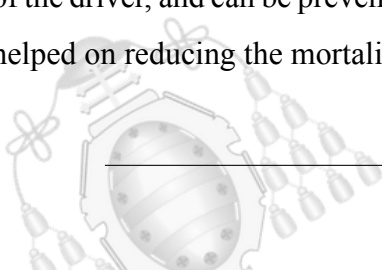 of the driver, and can be preven
helped on reducing the mortali